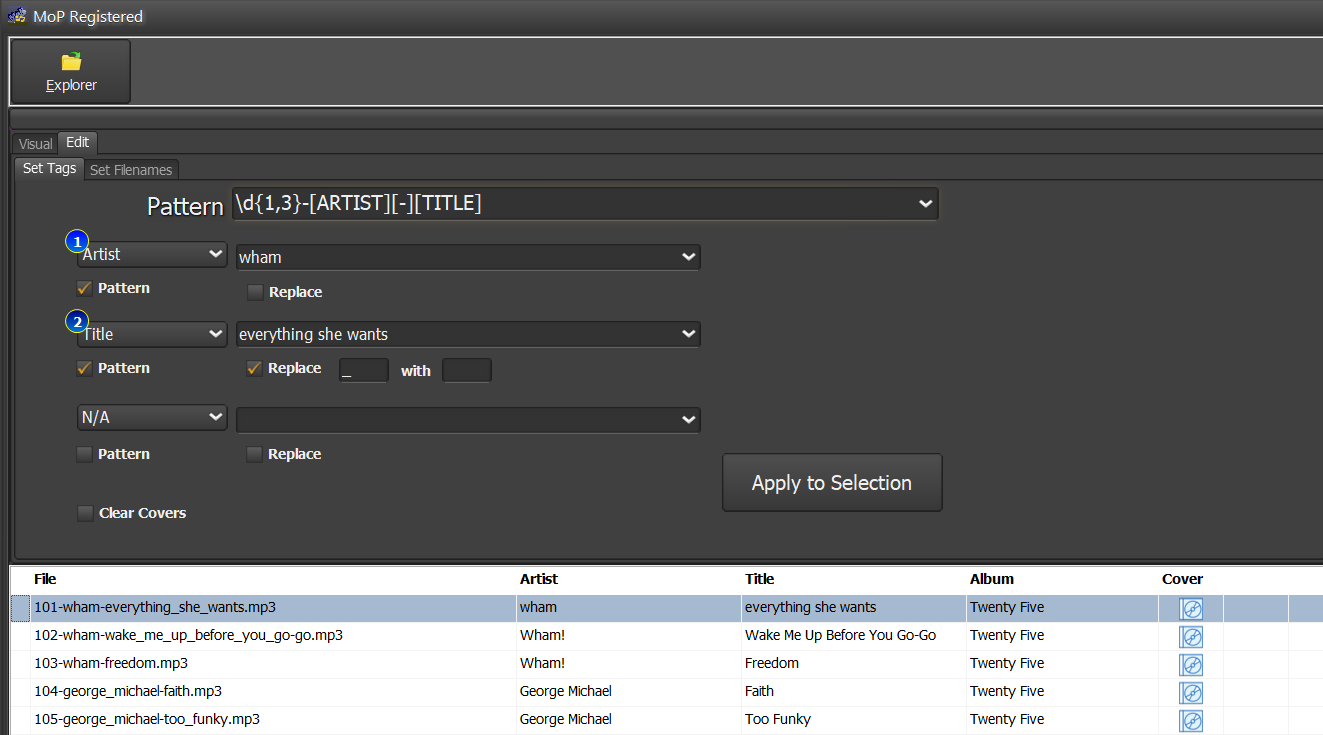 MoP Registered
Explorer
Visual Edit
Set Tags Set Filenames
Pattern \d{1,3}-[ARTIST][-][TITLE]
1
Artist wham
Pattern Replace
2
Title everything she wants
Pattern Replace _ with
N/A
Pattern Replace
Apply to Selection
Clear Covers
File Artist Title Album Cover
101-wham-everything_she_wants.mp3 wham everything she wants Twenty Five
102-wham-wake_me_up_before_you_go-go.mp3 Wham! Wake Me Up Before You Go-Go Twenty Five
103-wham-freedom.mp3 Wham! Freedom Twenty Five
104-george_michael-faith.mp3 George Michael Faith Twenty Five
105-george_michael-too_funky.mp3 George Michael Too Funky Twenty Five